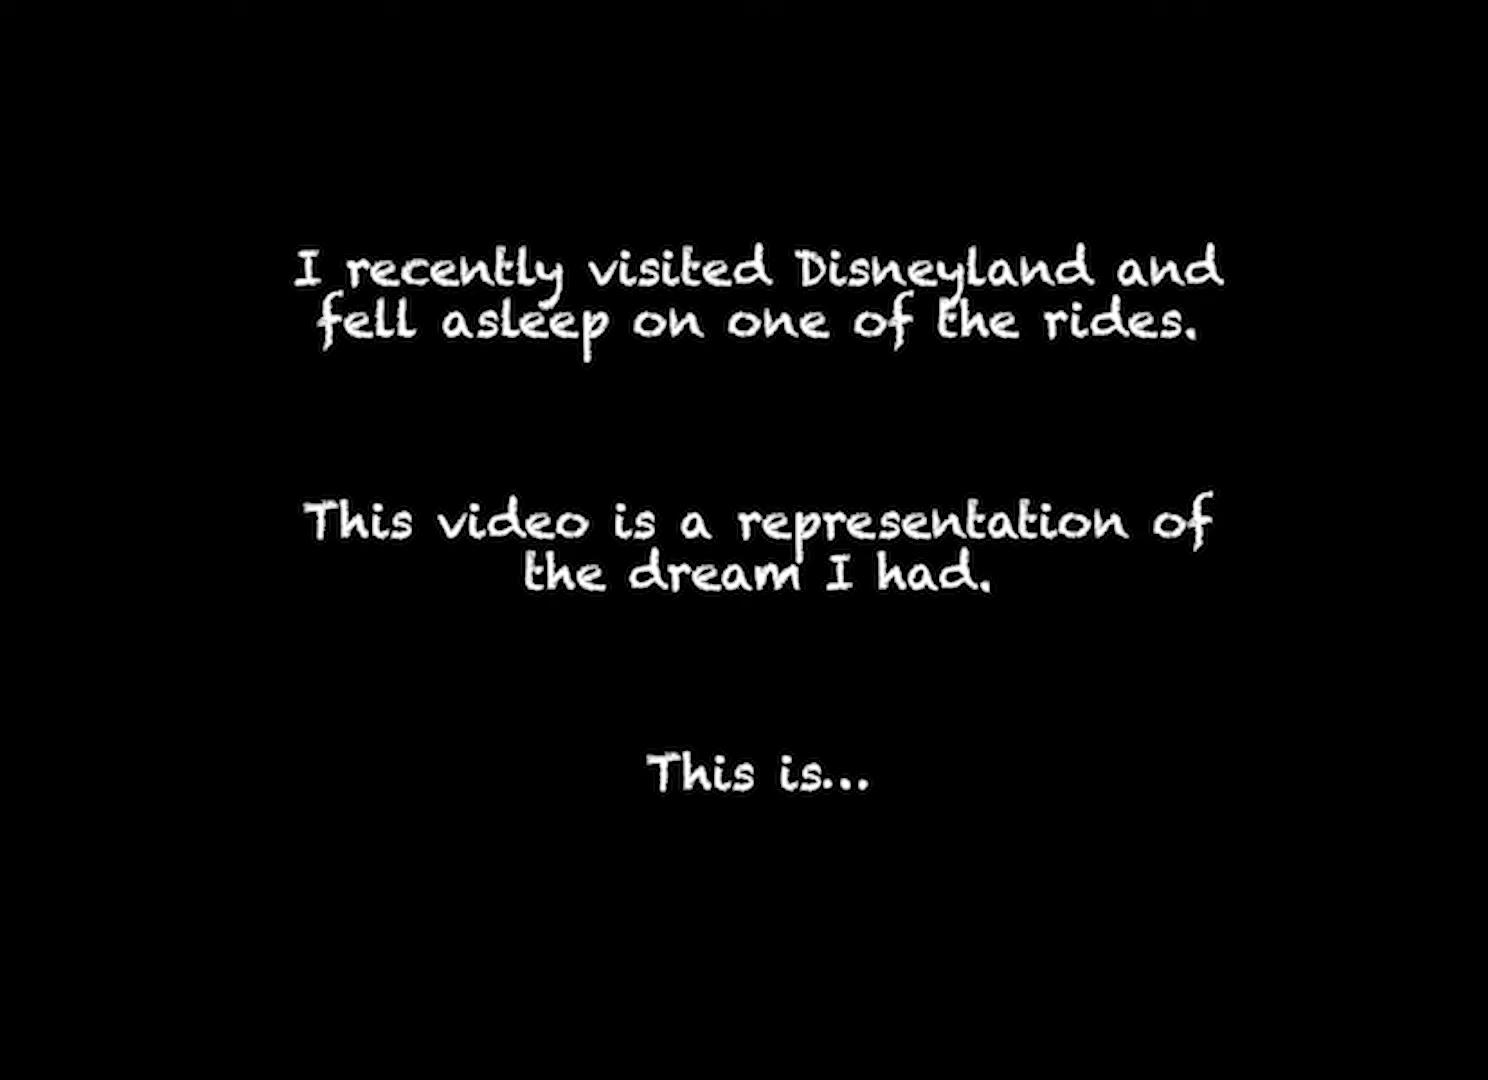 I recently visited Disneyland and
fell asleep on one of the rides.
This video is a representation of
the dream I had.
This is...